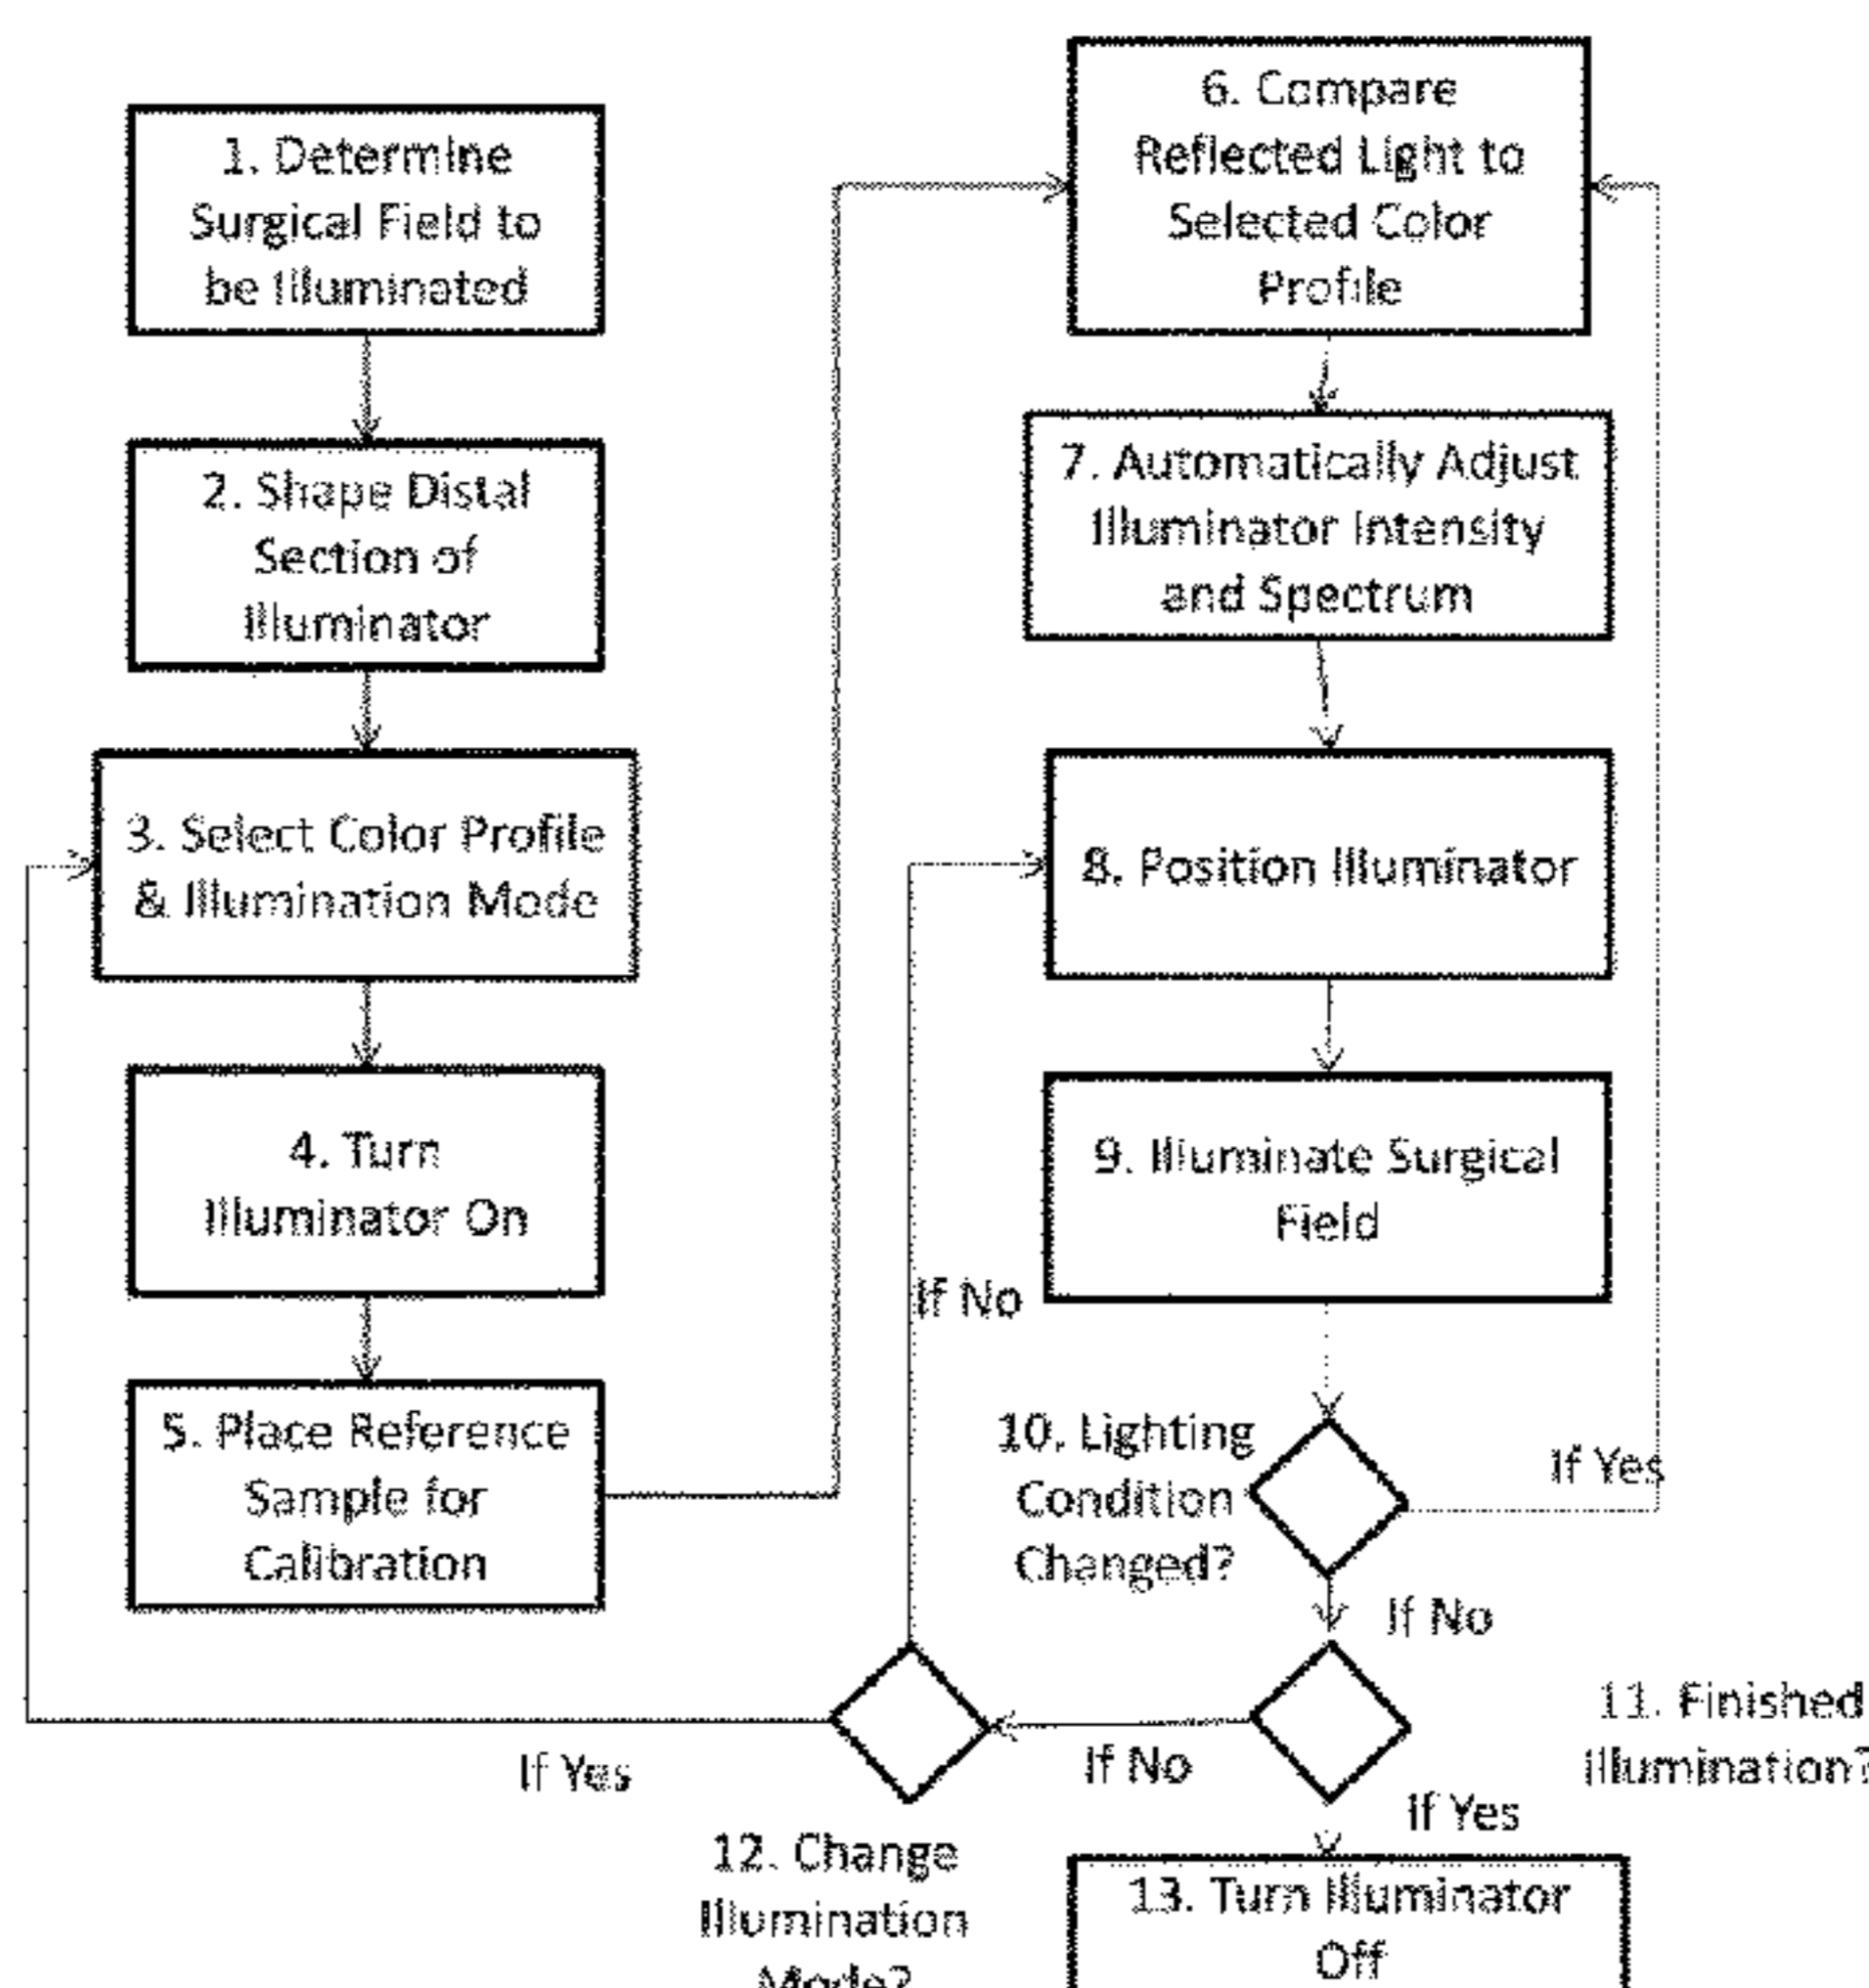 1. Determine
Surgical Field to
be Illuminated
2. Shape Distal
Section of
Illuminator
3. Select Color Profile
& Illumination Mode
4. Turn
Illuminator On
5. Place Reference
Sample for
Calibration
6. Compare
Reflected Light to
Selected Color
Profile
7. Automatically Adjust
Illuminator Intensity
and Spectrum
8. Position Illuminator
9. Illuminate Surgical
Field
If No
10. Lighting
Condition
Changed?
If Yes
If No
11. Finished
Illumination?
If No
If Yes
If Yes
12. Change
Illumination
Mode?
13. Turn Illuminator
Off